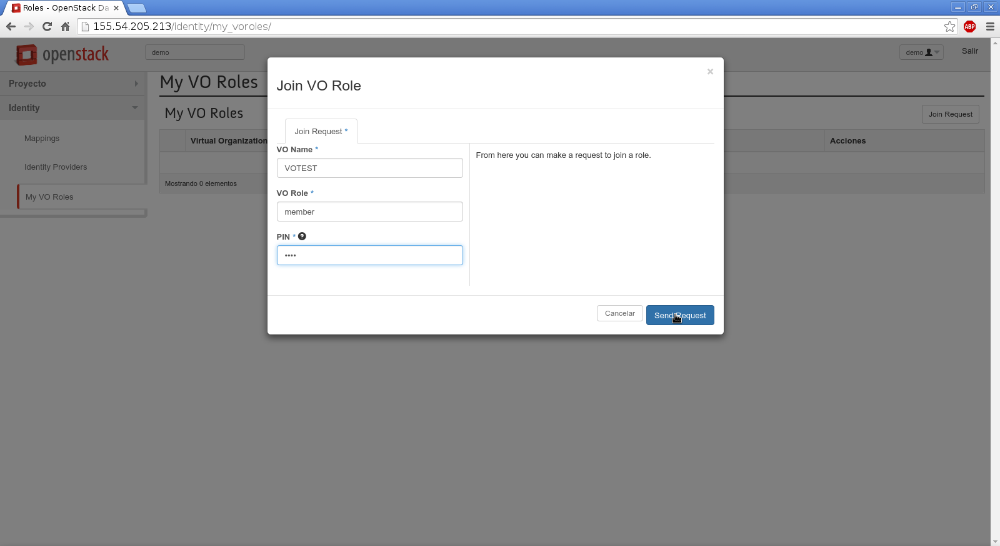 Roles - OpenStack Da
155.54.205.213/identity/my_voroles/
ABP
openstack
demo
demo
Salir
Proyecto
Identity
Mappings
Identity Providers
My VO Roles
My VO Roles
My VO Roles
Join Request
Virtual Organization
Acciones
Mostrando 0 elementos
Join VO Role
×
Join Request *
VO Name *
VOTEST
VO Role *
member
PIN * ?
••••
From here you can make a request to join a role.
Cancelar
Send Request